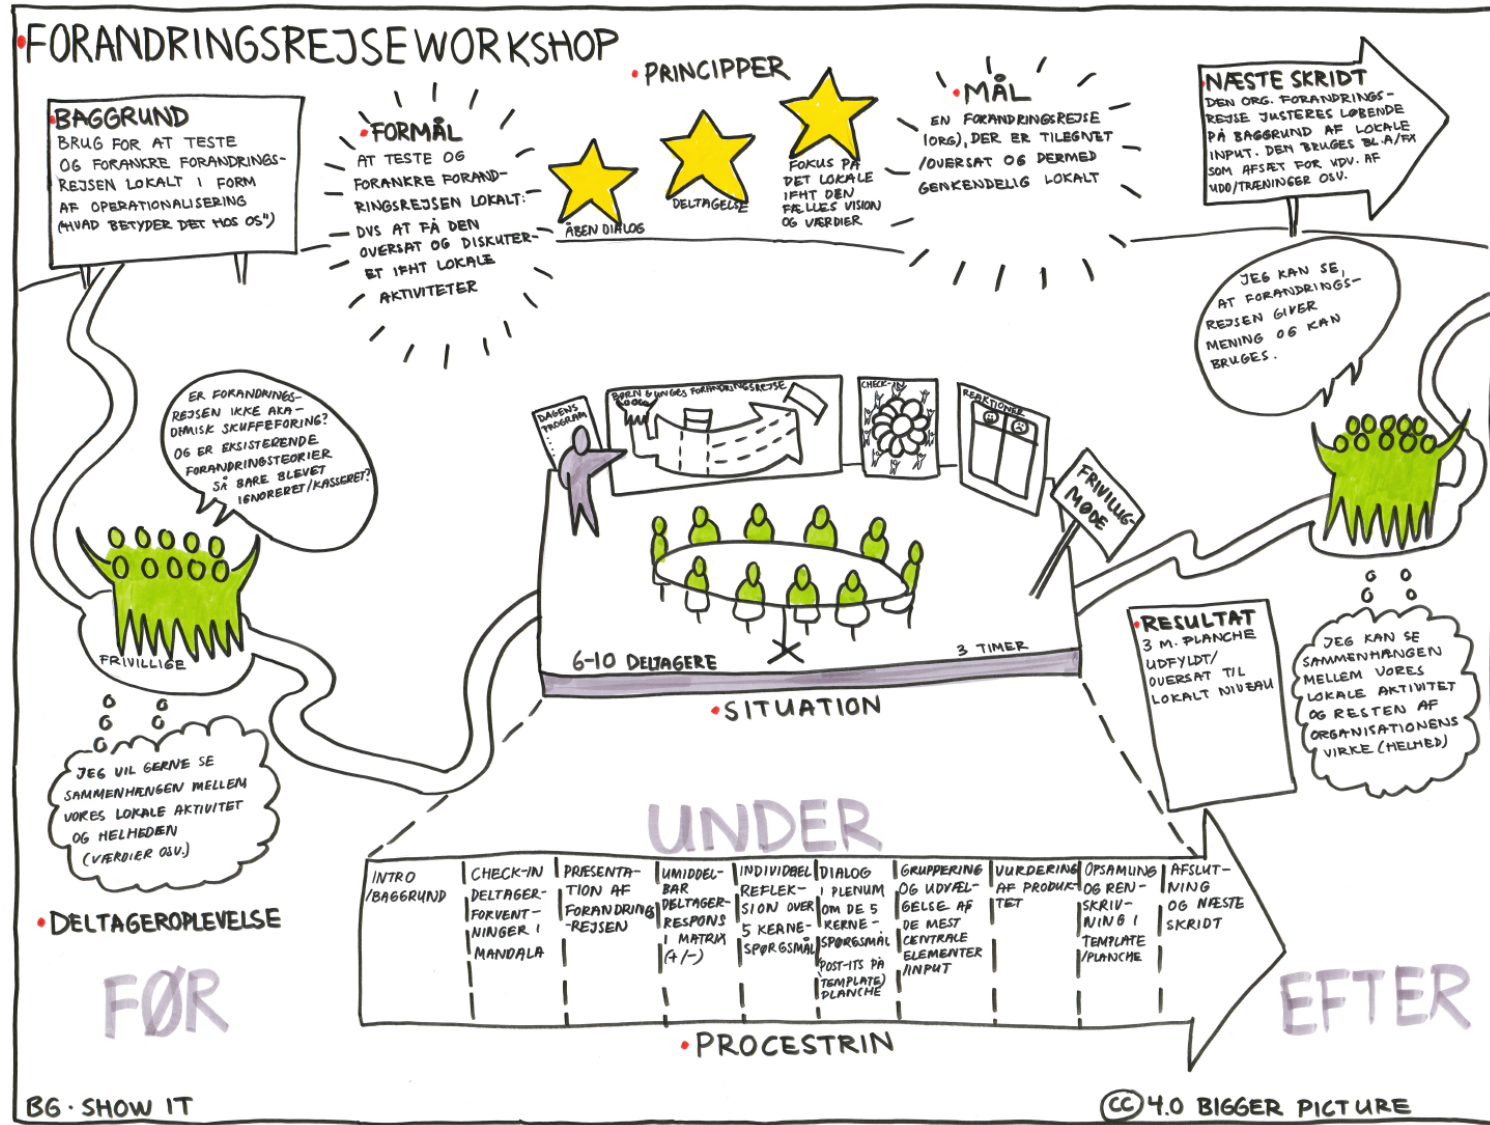 FORANDRINGSREJSEWORKSHOP
BAGGRUND
BRUG FOR AT TESTE
OG FORANKRE FORANDRINGS-
REJSEN LOKALT I FORM
AF OPERATIONALISERING
("HVAD BETYDER DET HOS OS")
FORMÅL
AT TESTE OG
FORANKRE FORAND-
RINGSREJSEN LOKALT:
DVS AT FÅ DEN
OVERSAT OG DISKUTER-
ET IFHT LOKALE
AKTIVITETER
PRINCIPPER
ÅBEN DIALOG
DELTAGELSE
FOKUS PÅ
DET LOKALE
IFHT DEN
FÆLLES VISION
OG VÆRDIER
MÅL
EN FORANDRINGSREJSE
(ORG), DER ER TILEGNET
/OVERSAT OG DERMED
GENKENDELIG LOKALT
NÆSTE SKRIDT
DEN ORG. FORANDRINGS-
REJSE JUSTERES LØBENDE
PÅ BAGGRUND AF LOKALE
INPUT. DEN BRUGES BL.A/FX
SOM AFSÆT FOR UDV. AF
UDD/TRÆNINGER OSV.
ER FORANDRINGS-
REJSEN IKKE AKA-
DEMISK SKUFFEFORING?
OG ER EKSISTERENDE
FORANDRINGSTEORIER
SÅ BARE BLEVET
IGNORERET/KASSERET?
FRIVILLIGE
JEG VIL GERNE SE
SAMMENHÆNGEN MELLEM
VORES LOKALE AKTIVITET
OG HELHEDEN
(VÆRDIER OSV.)
DELTAGEROPLEVELSE
FØR
DAGENS
PROGRAM
BØRN & UNGES FORANDRINGSREJSE
CHECK-IN
REAKTIONER
FRIVILLIG-
MØDE
6-10 DELTAGERE
3 TIMER
SITUATION
JEG KAN SE,
AT FORANDRINGS-
REJSEN GIVER
MENING OG KAN
BRUGES.
RESULTAT
3 M. PLANCHE
UDFYLDT/
OVERSAT TIL
LOKALT NIVEAU
JEG KAN SE
SAMMENHÆNGEN
MELLEM VORES
LOKALE AKTIVITET
OG RESTEN AF
ORGANISATIONENS
VIRKE (HELHED)
UNDER
INTRO
/BAGGRUND
CHECK-IN
DELTAGER-
FORVENT-
NINGER I
MANDALA
PRÆSENTA-
TION AF
FORANDRINGS
-REJSEN
UMIDDEL-
BAR
DELTAGER-
RESPONS
I MATRIX
(+/-)
INDIVIDUEL
REFLEK-
SION OVER
5 KERNE-
SPØRGSMÅL
DIALOG
I PLENUM
OM DE 5
KERNE-
SPØRGSMÅL
(POST-ITS PÅ
TEMPLATE)
PLANCHE
GRUPPERING
OG UDVÆL-
GELSE AF
DE MEST
CENTRALE
ELEMENTER
/INPUT
VURDERING
AF PRODUK-
TET
OPSAMLING
OG REN-
SKRIV-
NING I
TEMPLATE
/PLANCHE
AFSLUT-
NING
OG NÆSTE
SKRIDT
PROCESTRIN
EFTER
BG · SHOW IT
CC 4.0 BIGGER PICTURE